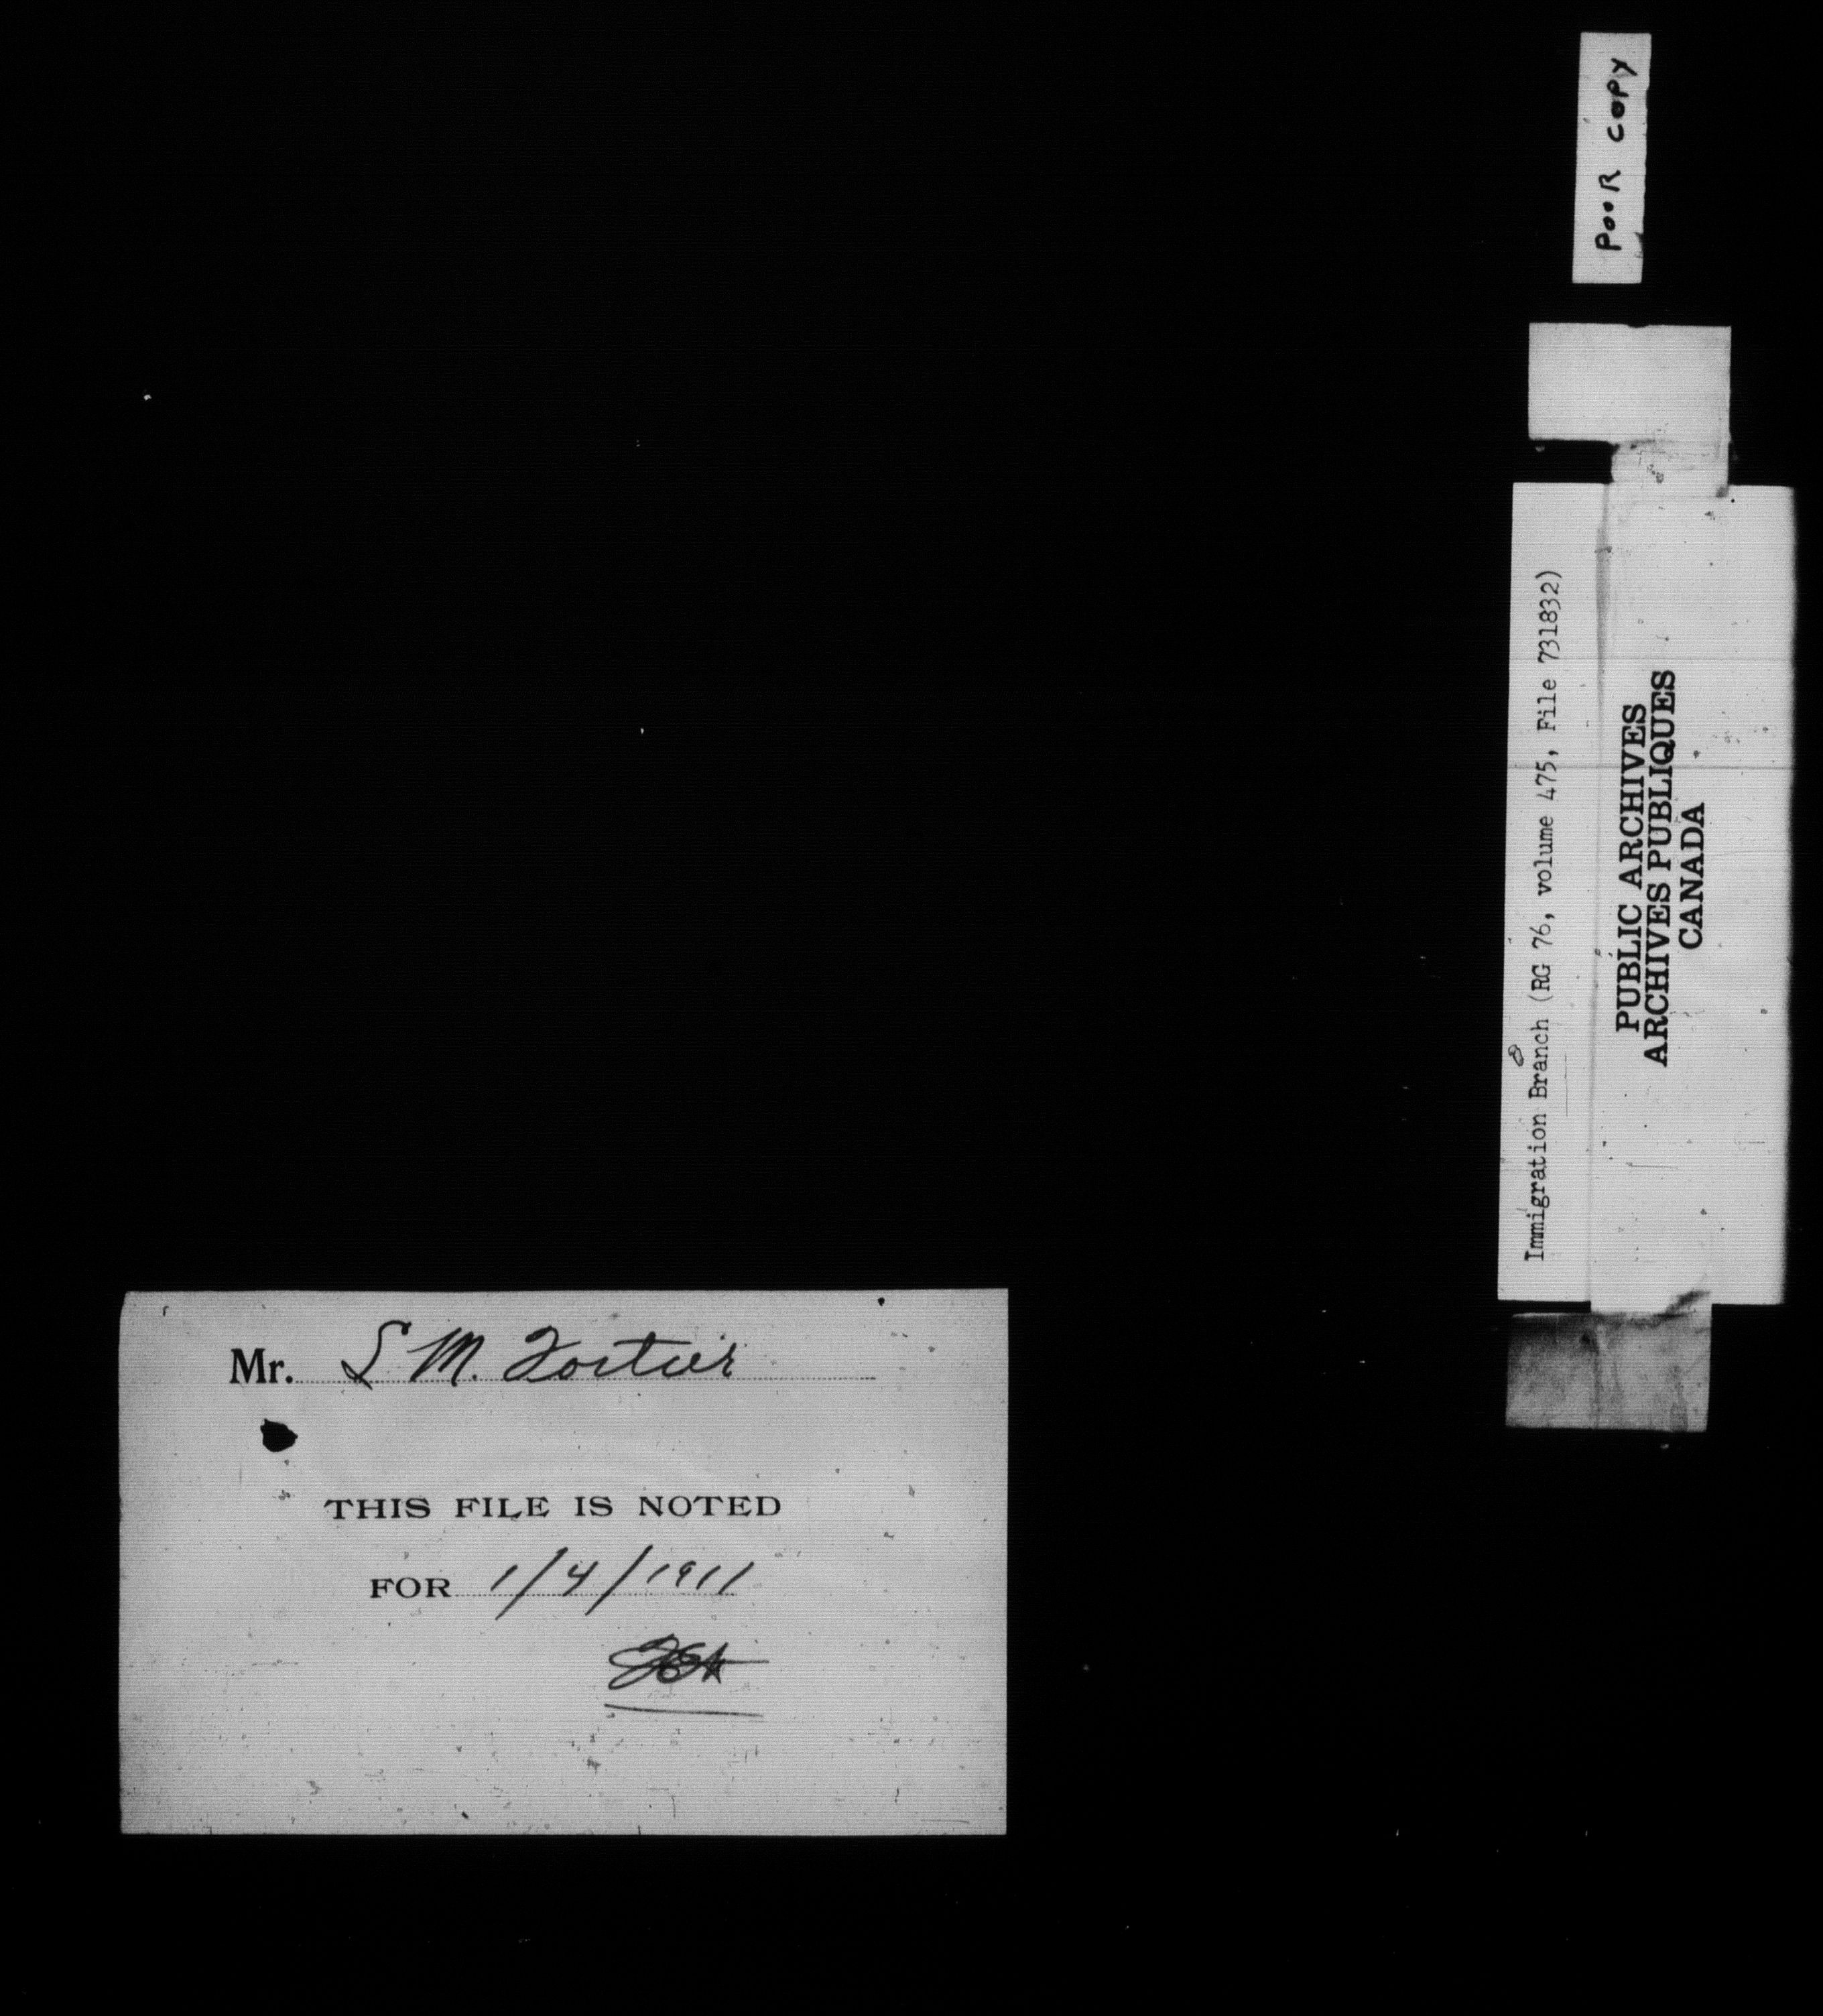 POOR COPY
Immigration Branch (RG 76, volume 475, File 731832)
PUBLIC ARCHIVES
ARCHIVES PUBLIQUES
CANADA
Mr. L M. Fortier
THIS FILE IS NOTED
FOR 1/4/1911